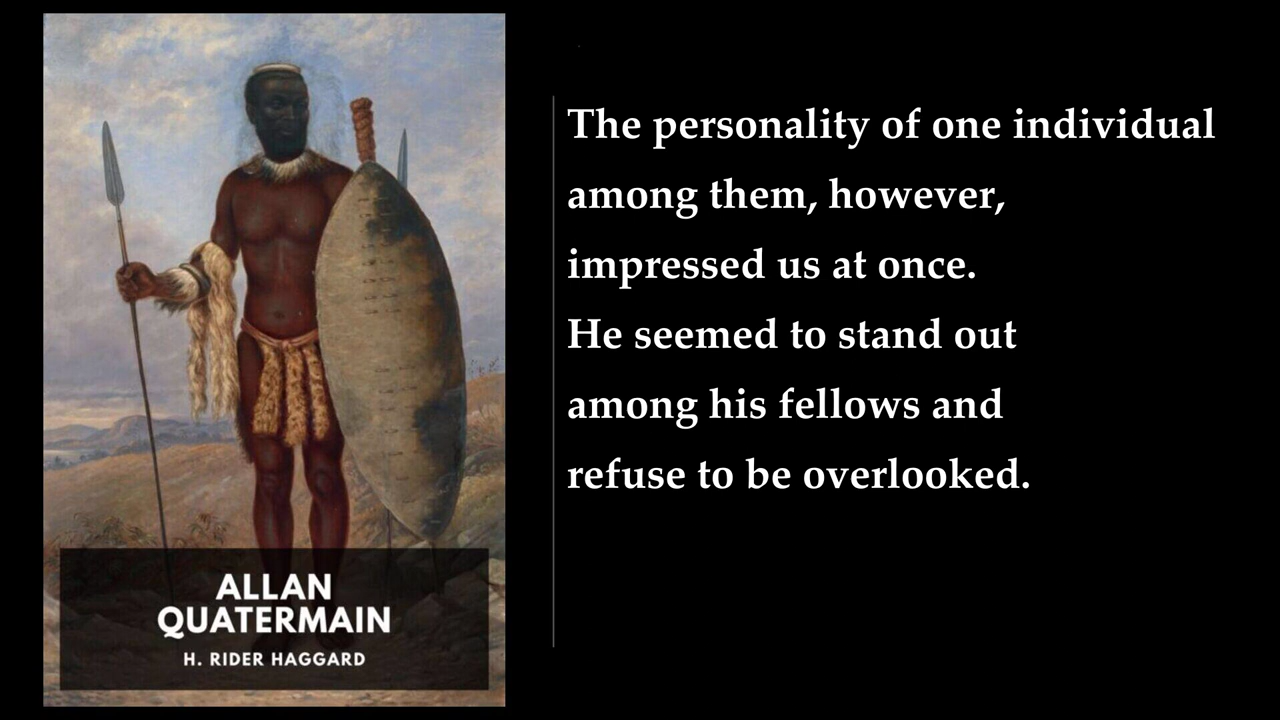 ALLAN
QUATERMAIN
H. RIDER HAGGARD
The personality of one individual
among them, however,
impressed us at once.
He seemed to stand out
among his fellows and
refuse to be overlooked.